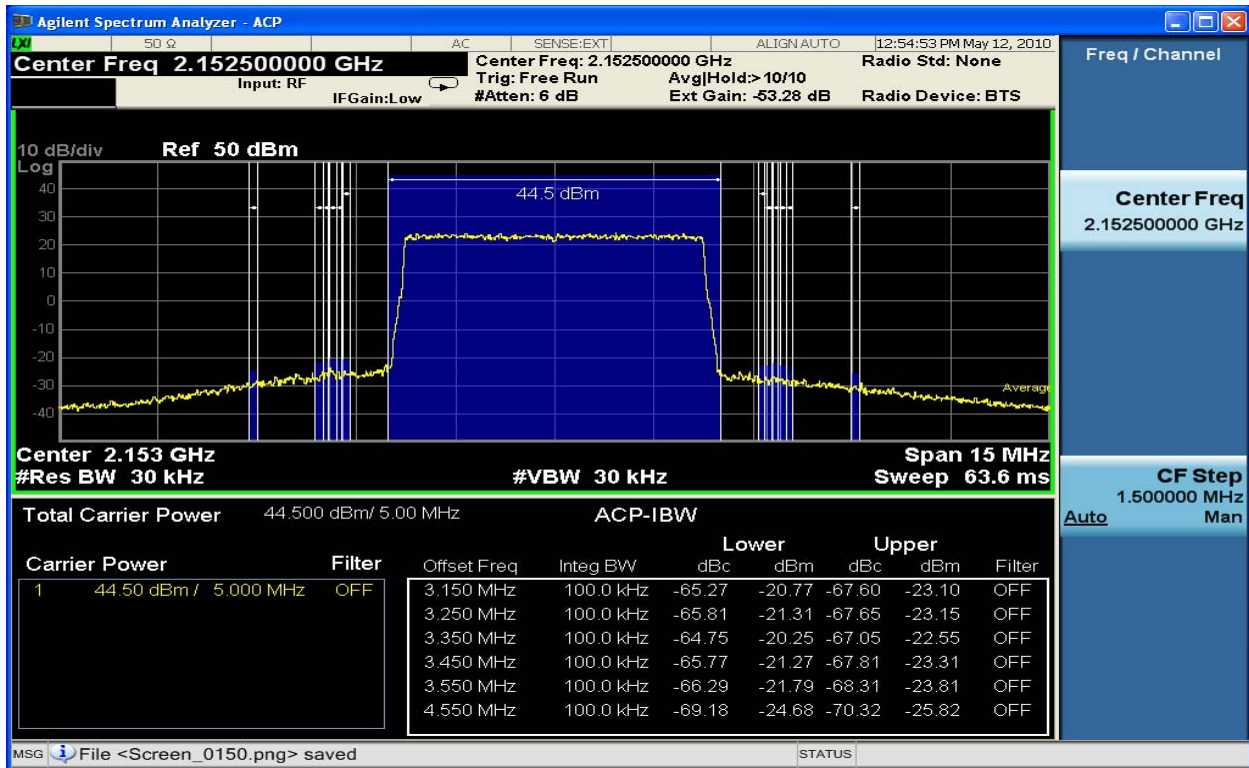 Agilent Spectrum Analyzer - ACP
LXI 50 Ω AC SENSE:EXT ALIGN AUTO 12:54:53 PM May 12, 2010
Center Freq 2.152500000 GHz
Input: RF
IFGain:Low
Center Freq: 2.152500000 GHz
Trig: Free Run
#Atten: 6 dB
Avg|Hold:>10/10
Ext Gain: -53.28 dB
Radio Std: None
Radio Device: BTS
Freq / Channel
10 dB/div Ref 50 dBm
Log
40
30
20
10
0
-10
-20
-30
-40
44.5 dBm
Average
Center Freq
2.152500000 GHz
Center 2.153 GHz Span 15 MHz
#Res BW 30 kHz #VBW 30 kHz Sweep 63.6 ms
CF Step
1.500000 MHz
Auto Man
Total Carrier Power 44.500 dBm/ 5.00 MHz ACP-IBW
Lower Upper
Carrier Power Filter Offset Freq Integ BW dBc dBm dBc dBm Filter
1 44.50 dBm / 5.000 MHz OFF 3.150 MHz 100.0 kHz -65.27 -20.77 -67.60 -23.10 OFF
3.250 MHz 100.0 kHz -65.81 -21.31 -67.65 -23.15 OFF
3.350 MHz 100.0 kHz -64.75 -20.25 -67.05 -22.55 OFF
3.450 MHz 100.0 kHz -65.77 -21.27 -67.81 -23.31 OFF
3.550 MHz 100.0 kHz -66.29 -21.79 -68.31 -23.81 OFF
4.550 MHz 100.0 kHz -69.18 -24.68 -70.32 -25.82 OFF
MSG File <Screen_0150.png> saved STATUS